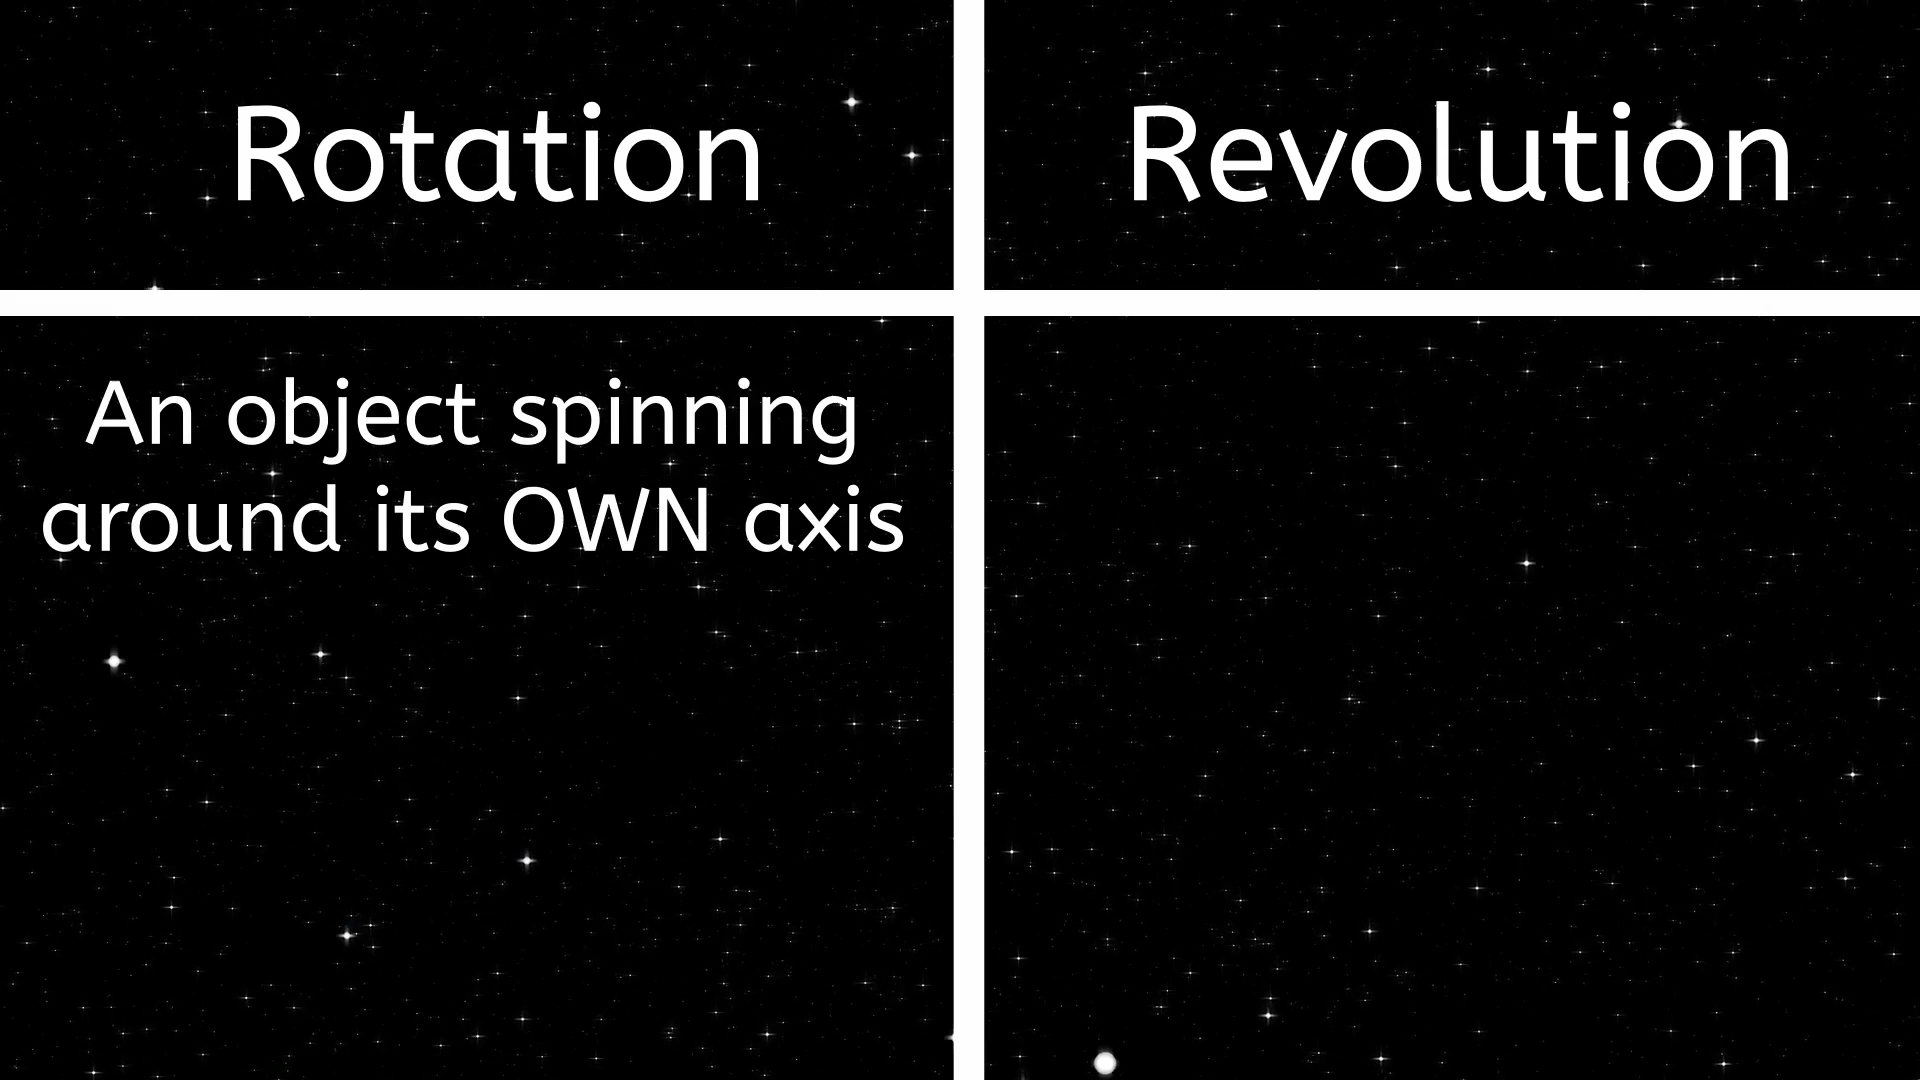 Rotation
Revolution
An object spinning
around its OWN axis